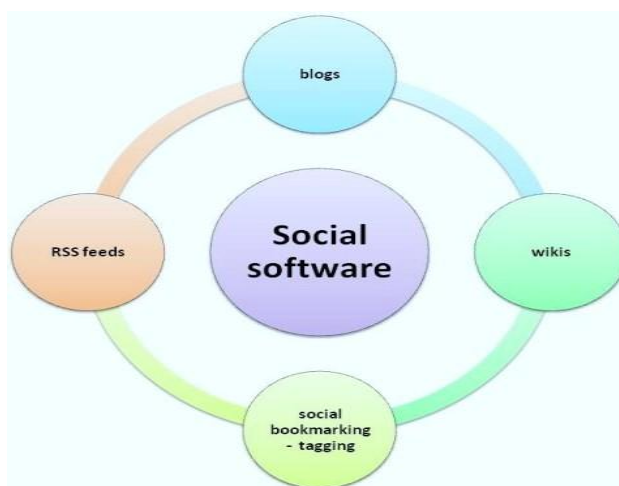 blogs
RSS feeds
Social
software
wikis
social
bookmarking
- tagging